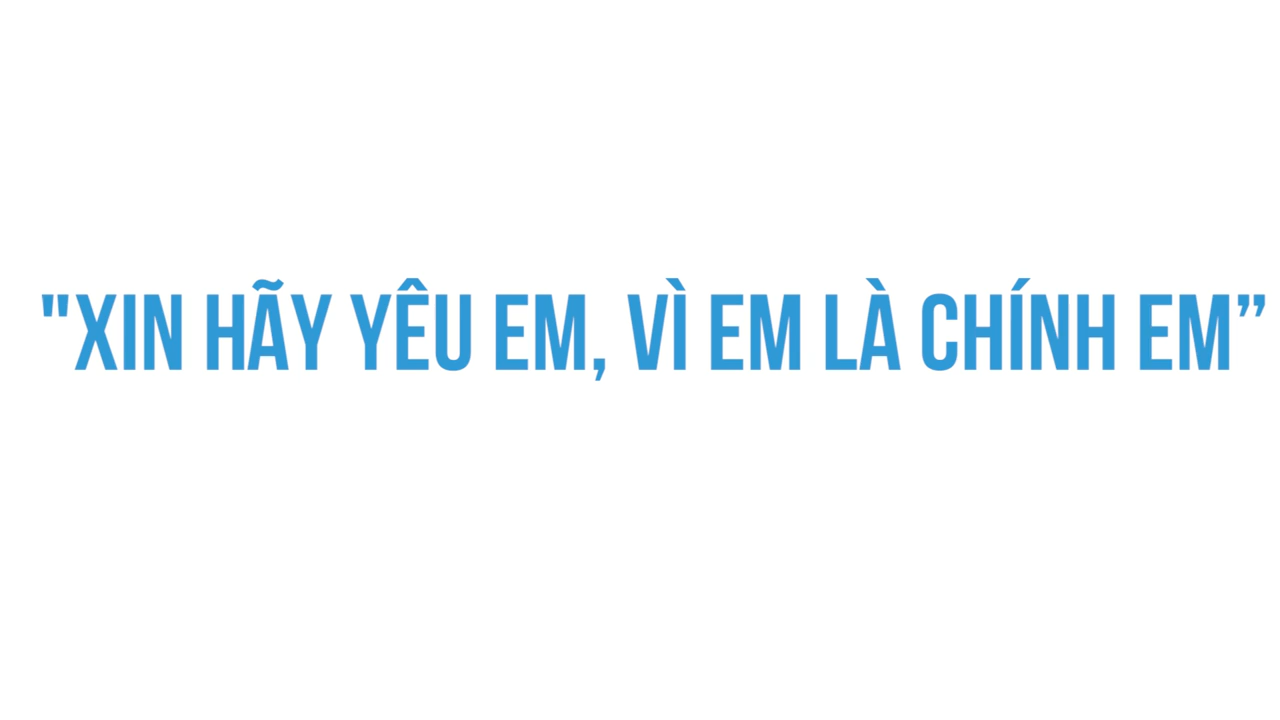 "XIN HÃY YÊU EM, VÌ EM LÀ CHÍNH EM”